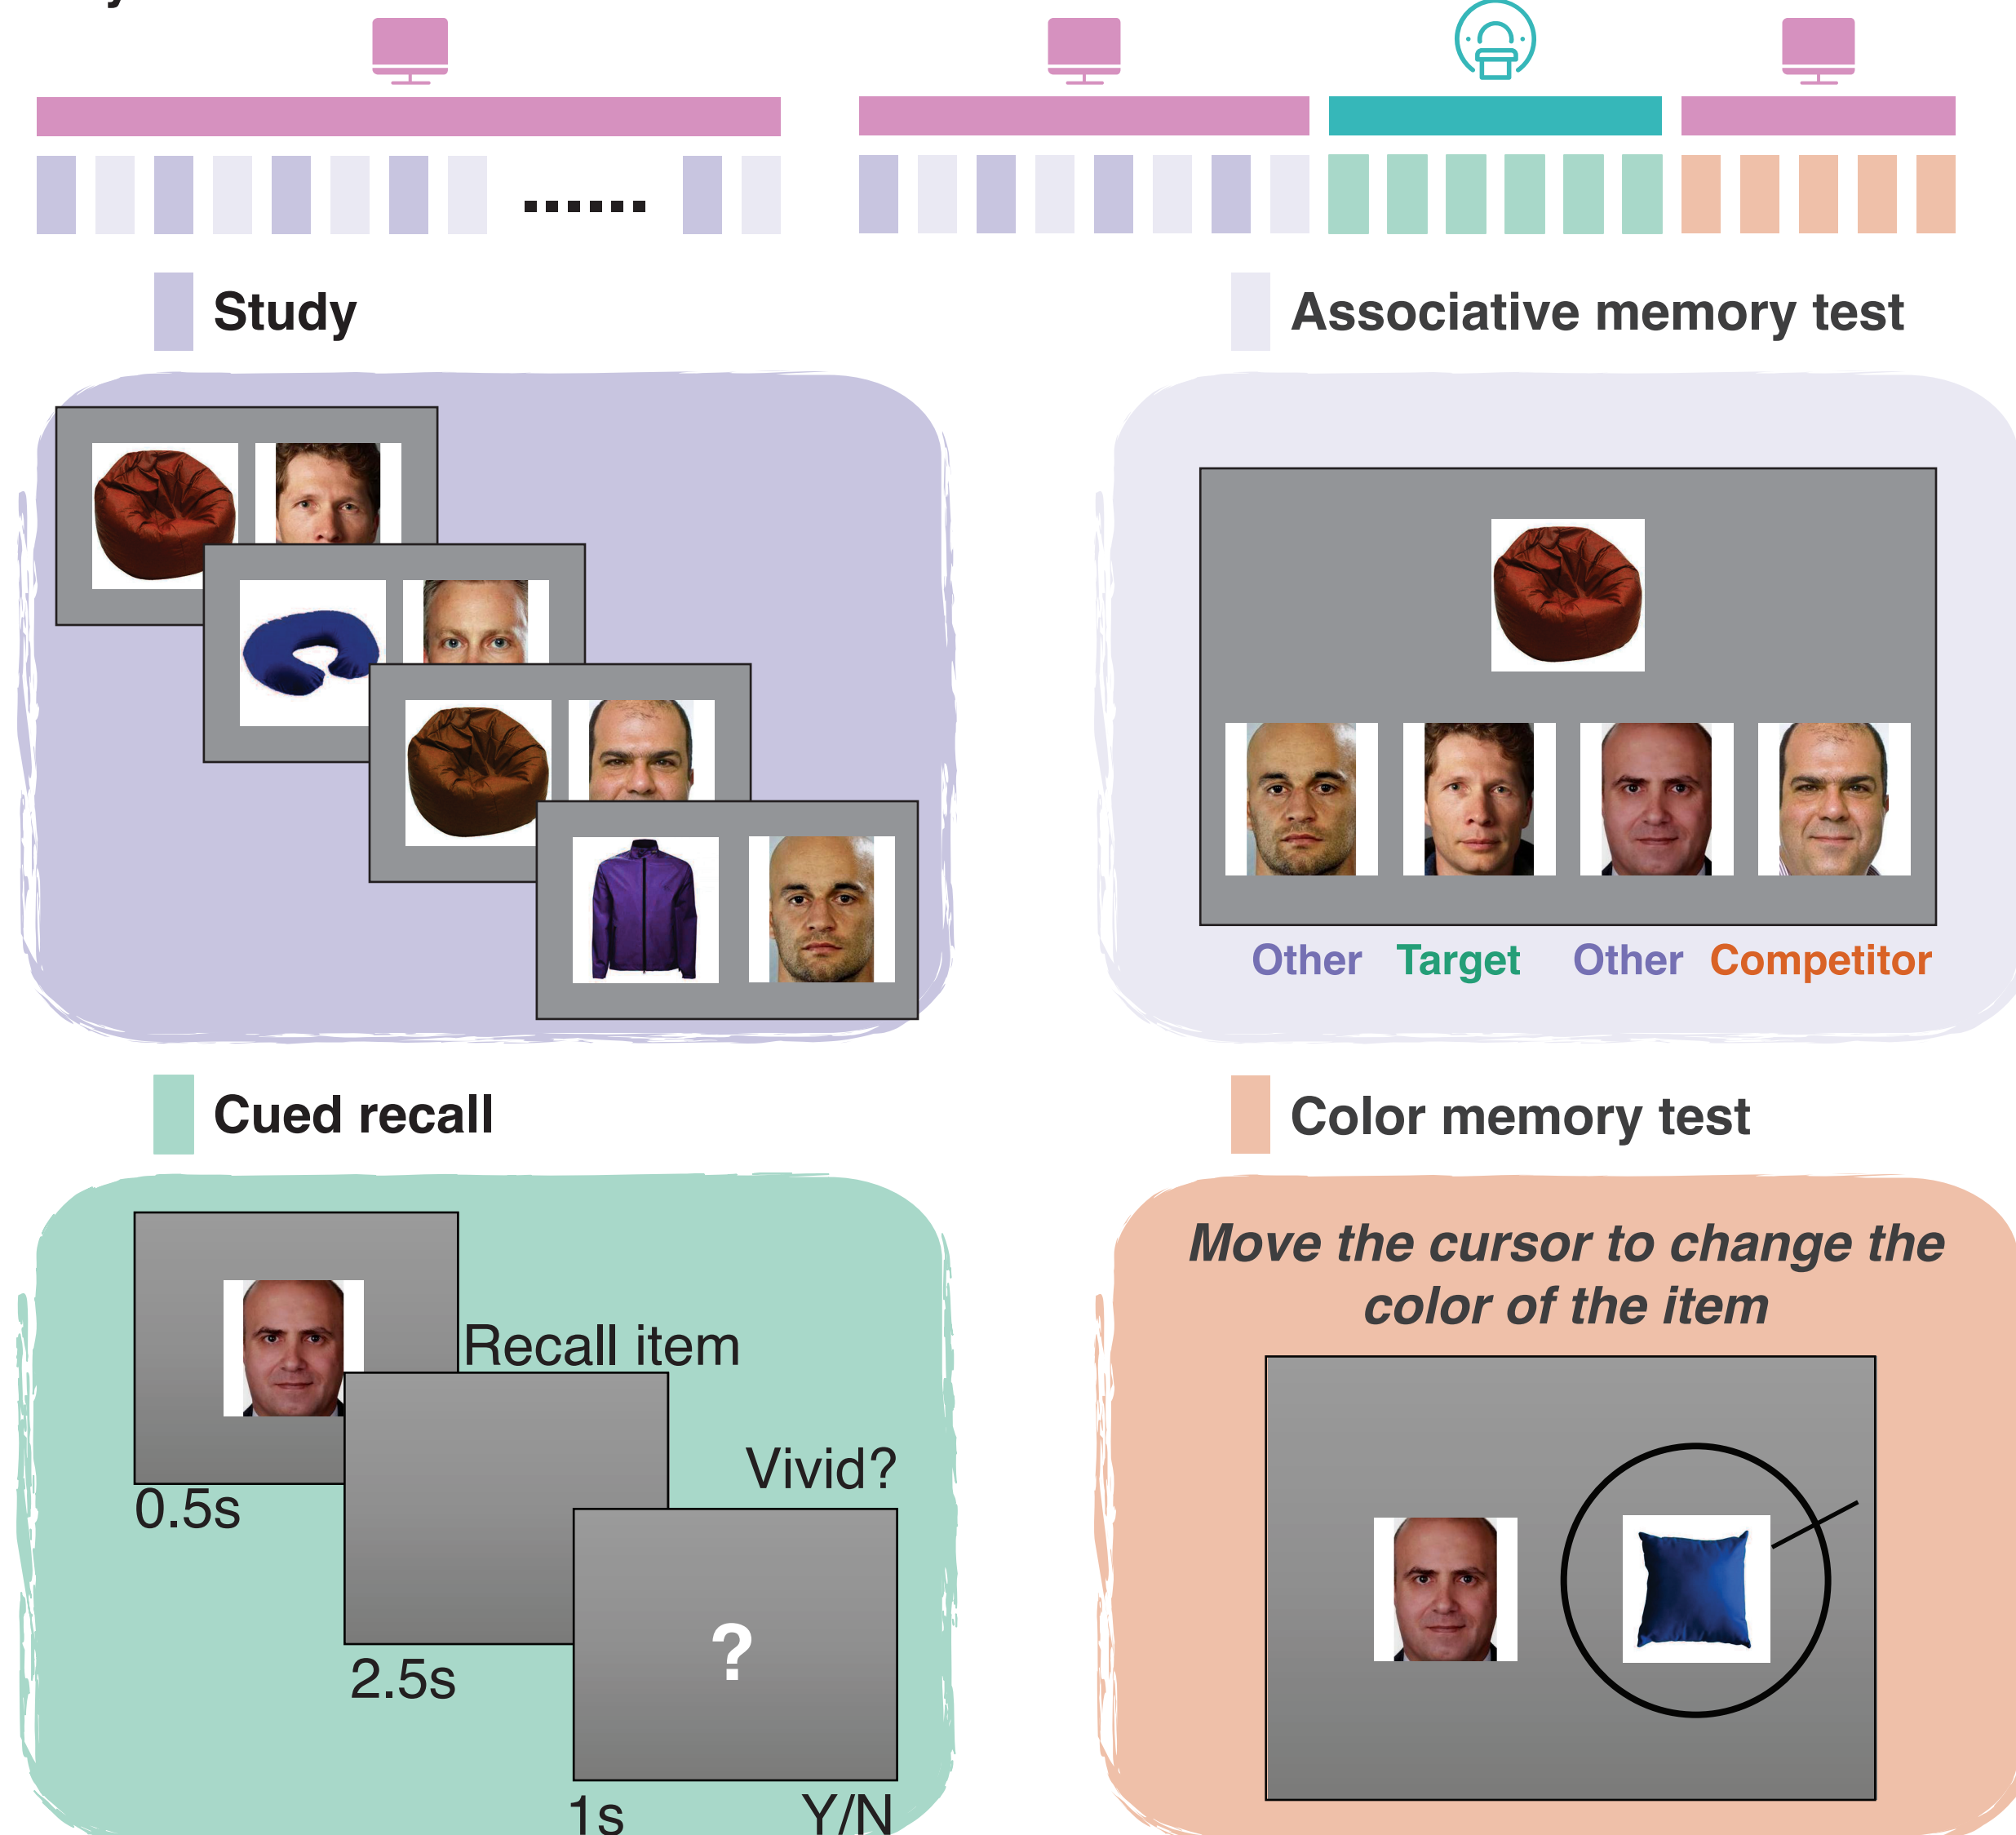 Study
Associative memory test
Other Target Other Competitor
Cued recall
Color memory test
Recall item
Vivid?
0.5s
2.5s
?
1s
Y/N
Move the cursor to change the
color of the item